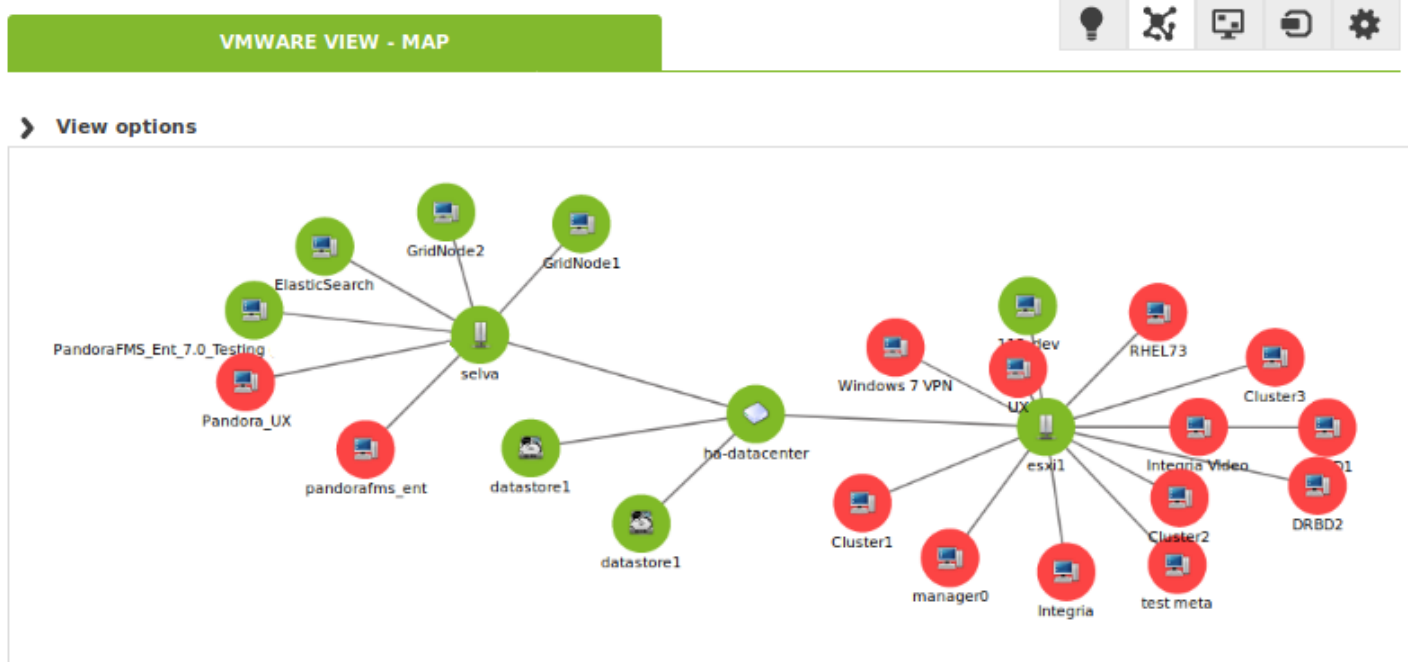 VMWARE VIEW - MAP
View options
GridNode2
GridNode1
ElasticSearch
PandoraFMS_Ent_7.0_Testing
selva
Pandora_UX
pandorafms_ent
datastore1
datastore1
ha-datacenter
Windows 7 VPN
UX
RHEL73
Cluster3
esxi1
Integria Video
DRBD2
Cluster1
Cluster2
manager0
Integria
test meta